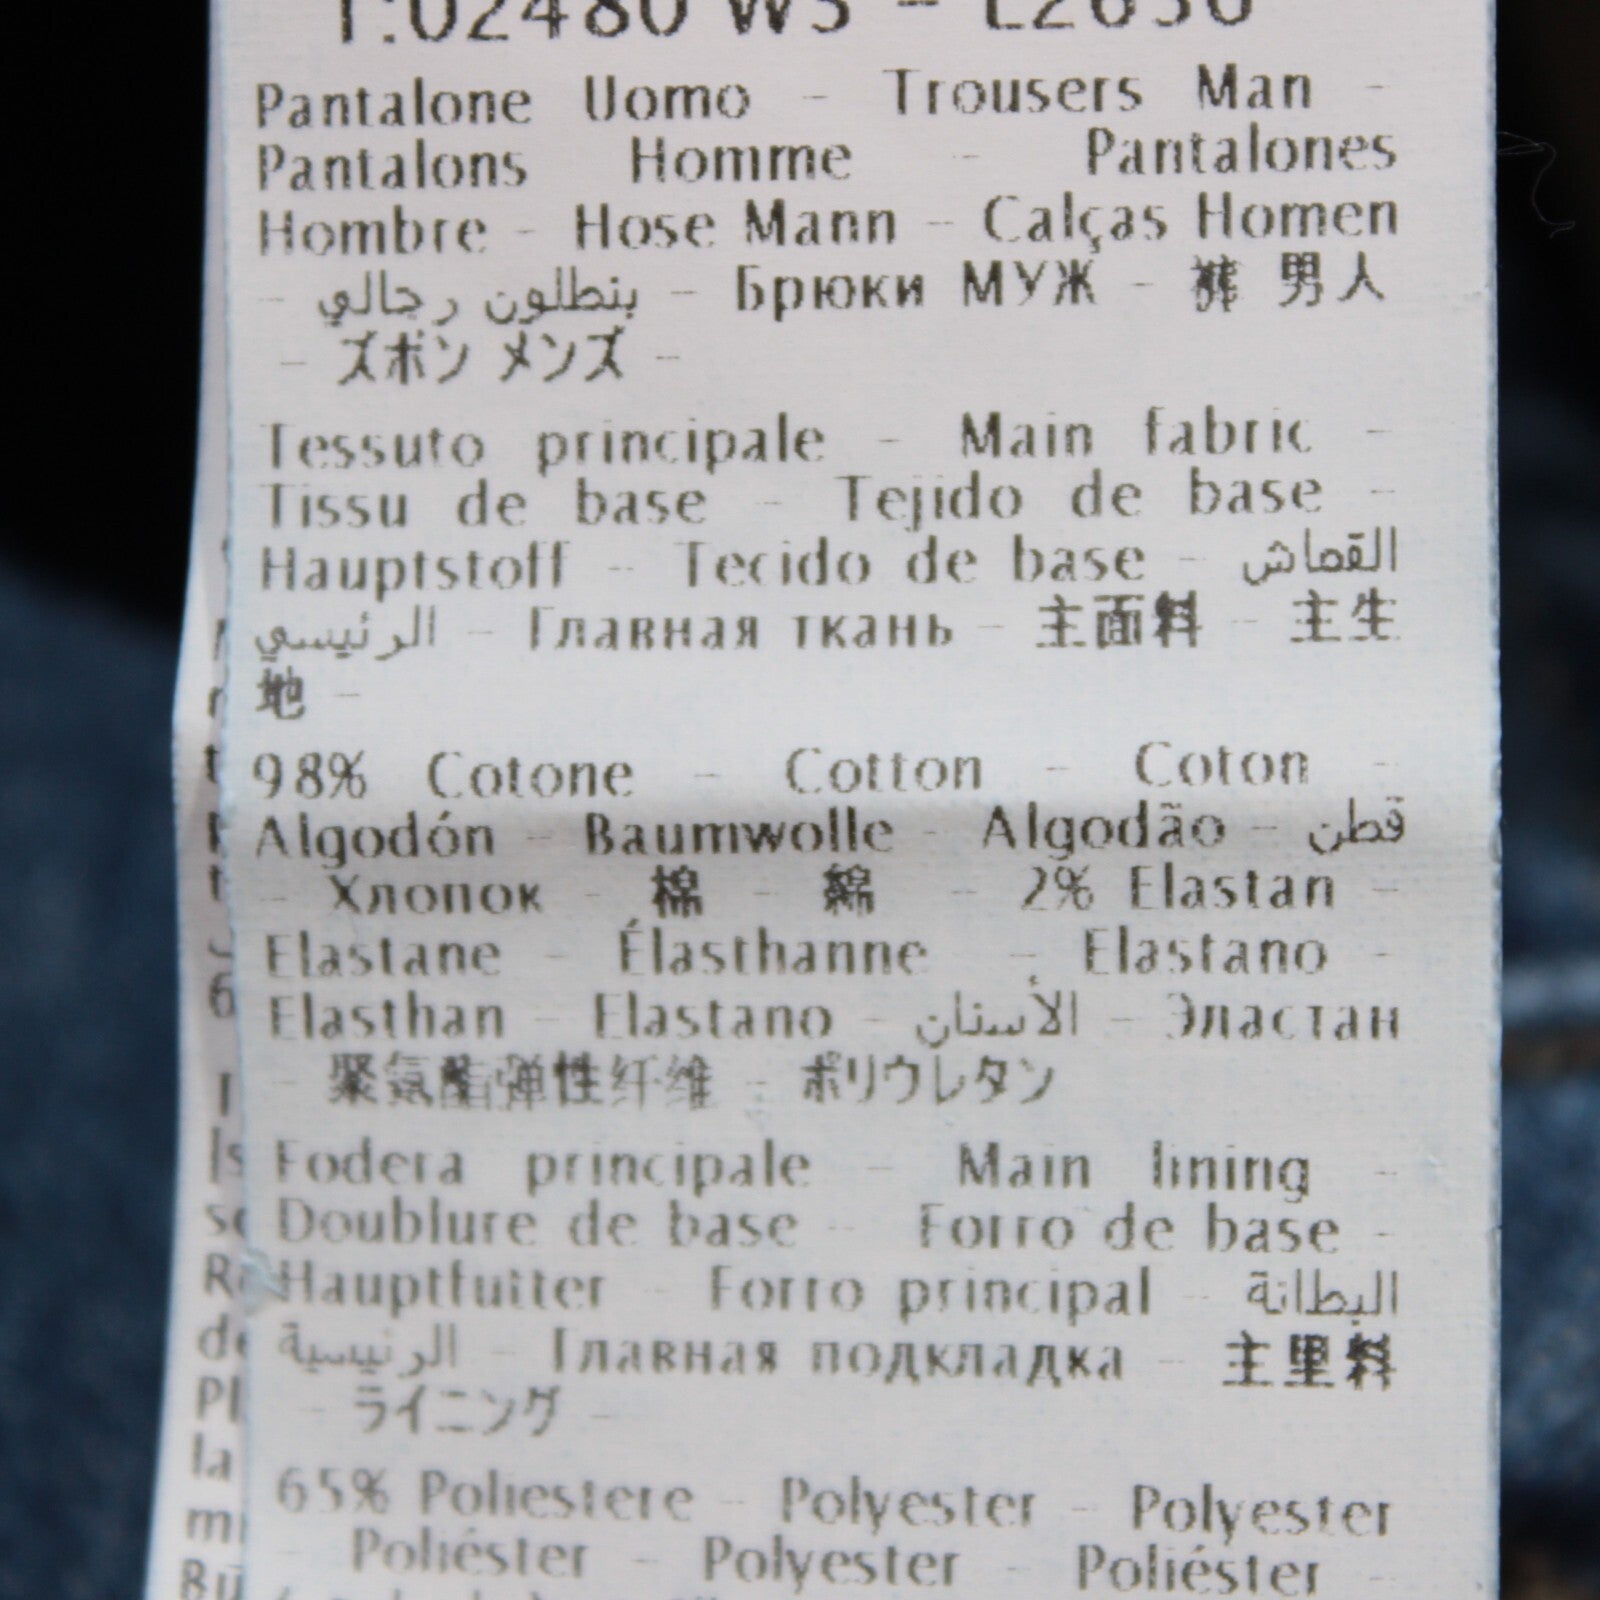 T:02480 W5 - L2630
Pantalone Uomo - Trousers Man -
Pantalons Homme - Pantalones
Hombre - Hose Mann - Calças Homen
- بنطلون رجالي - Брюки МУЖ - 裤 男人
- ズボン メンズ -
Tessuto principale - Main fabric -
Tissu de base - Tejido de base -
Hauptstoff - Tecido de base - القماش
الرئيسي - Главная ткань - 主面料 - 主生
地 -
98% Cotone - Cotton - Coton -
Algodón - Baumwolle - Algodão - قطن
- Хлопок - 棉 - 綿 - 2% Elastan -
Elastane - Élasthanne - Elastano -
Elasthan - Elastano - الأستان - Эластан
- 聚氨酯弹性纤维 - ポリウレタン
Fodera principale - Main lining -
Doublure de base - Forro de base -
Hauptfutter - Forro principal - البطانة
الرئيسية - Главная подкладка - 主里料
- ライニング -
65% Poliestere - Polyester - Polyester
- Poliéster - Polyester - Poliéster -